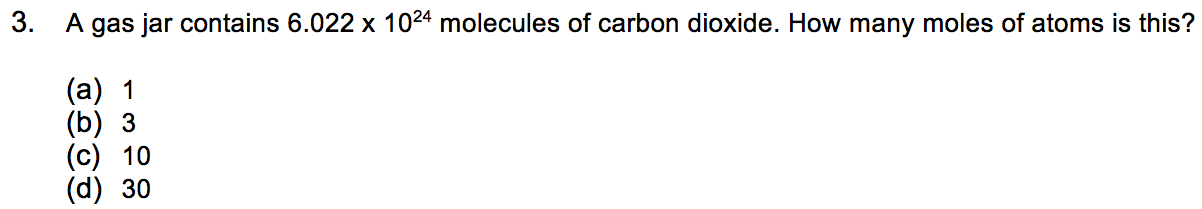 3. A gas jar contains 6.022 x 10²⁴ molecules of carbon dioxide. How many moles of atoms is this?
(a) 1
(b) 3
(c) 10
(d) 30